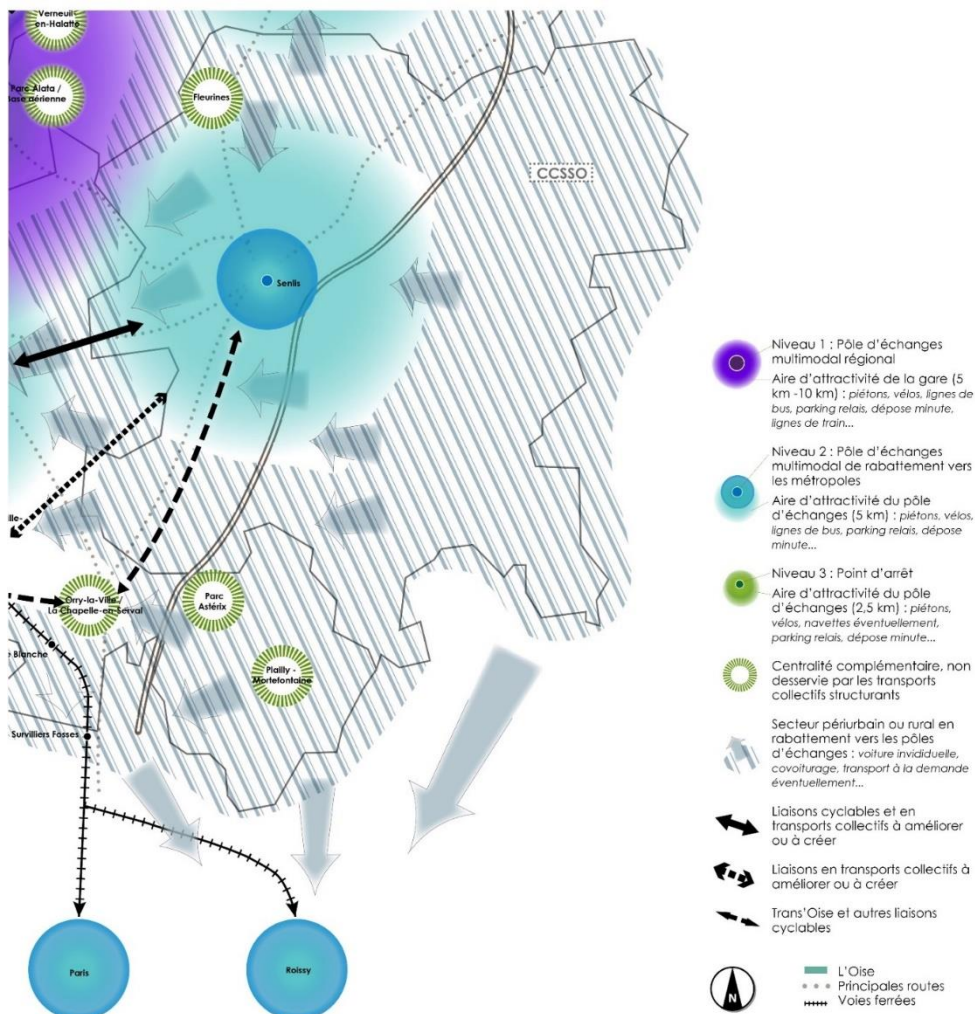 Verneuil-
en-Halatte
Parc Alata /
Base aérienne
Fleurines
CCSSO
Senlis
ville-
Orry-la-Ville /
La Chapelle-en-Serval
Parc
Astérix
e Blanche
Plailly -
Mortefontaine
Survilliers Fosses
Paris
Roissy
Niveau 1 : Pôle d'échanges
multimodal régional
Aire d'attractivité de la gare (5
km -10 km) : piétons, vélos, lignes de
bus, parking relais, dépose minute,
lignes de train...
Niveau 2 : Pôle d'échanges
multimodal de rabattement vers
les métropoles
Aire d'attractivité du pôle
d'échanges (5 km) : piétons, vélos,
lignes de bus, parking relais, dépose
minute...
Niveau 3 : Point d'arrêt
Aire d'attractivité du pôle
d'échanges (2,5 km) : piétons,
vélos, navettes éventuellement,
parking relais, dépose minute...
Centralité complémentaire, non
desservie par les transports
collectifs structurants
Secteur périurbain ou rural en
rabattement vers les pôles
d'échanges : voiture invididuelle,
covoiturage, transport à la demande
éventuellement...
Liaisons cyclables et en
transports collectifs à améliorer
ou à créer
Liaisons en transports collectifs à
améliorer ou à créer
Trans'Oise et autres liaisons
cyclables
N
L'Oise
Principales routes
Voies ferrées